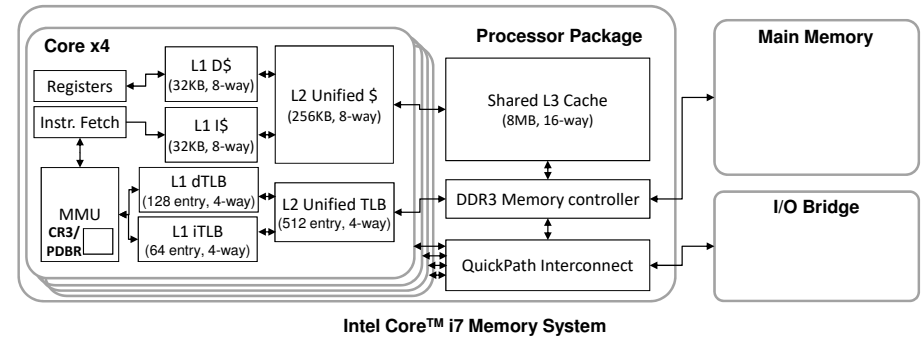 Core x4
Processor Package
Main Memory
Registers
L1 D$
(32KB, 8-way)
L2 Unified $
(256KB, 8-way)
Shared L3 Cache
(8MB, 16-way)
Instr. Fetch
L1 I$
(32KB, 8-way)
MMU
CR3/
PDBR
L1 dTLB
(128 entry, 4-way)
L1 iTLB
(64 entry, 4-way)
L2 Unified TLB
(512 entry, 4-way)
DDR3 Memory controller
QuickPath Interconnect
I/O Bridge
Intel Core™ i7 Memory System